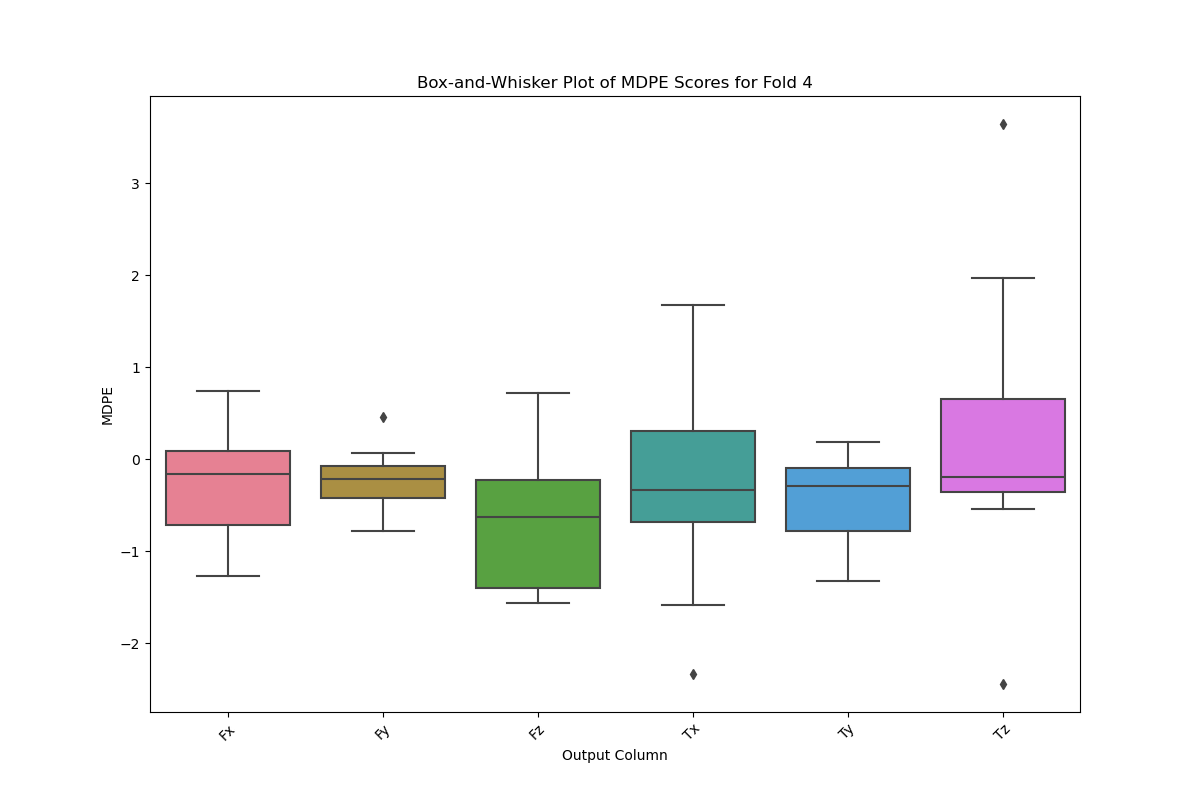 Box-and-Whisker Plot of MDPE Scores for Fold 4
MDPE
3
2
1
0
−1
−2
Fx
Fy
Fz
Tx
Ty
Tz
Output Column